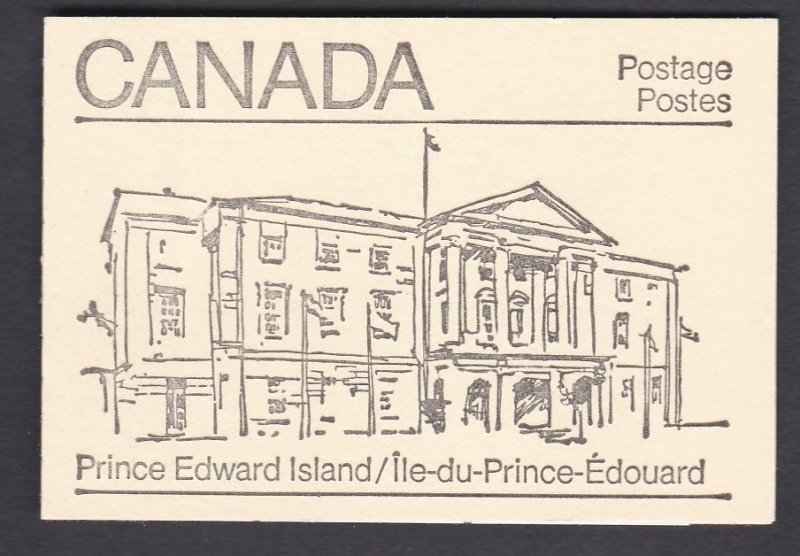 CANADA
Postage
Postes
Prince Edward Island/Île-du-Prince-Édouard